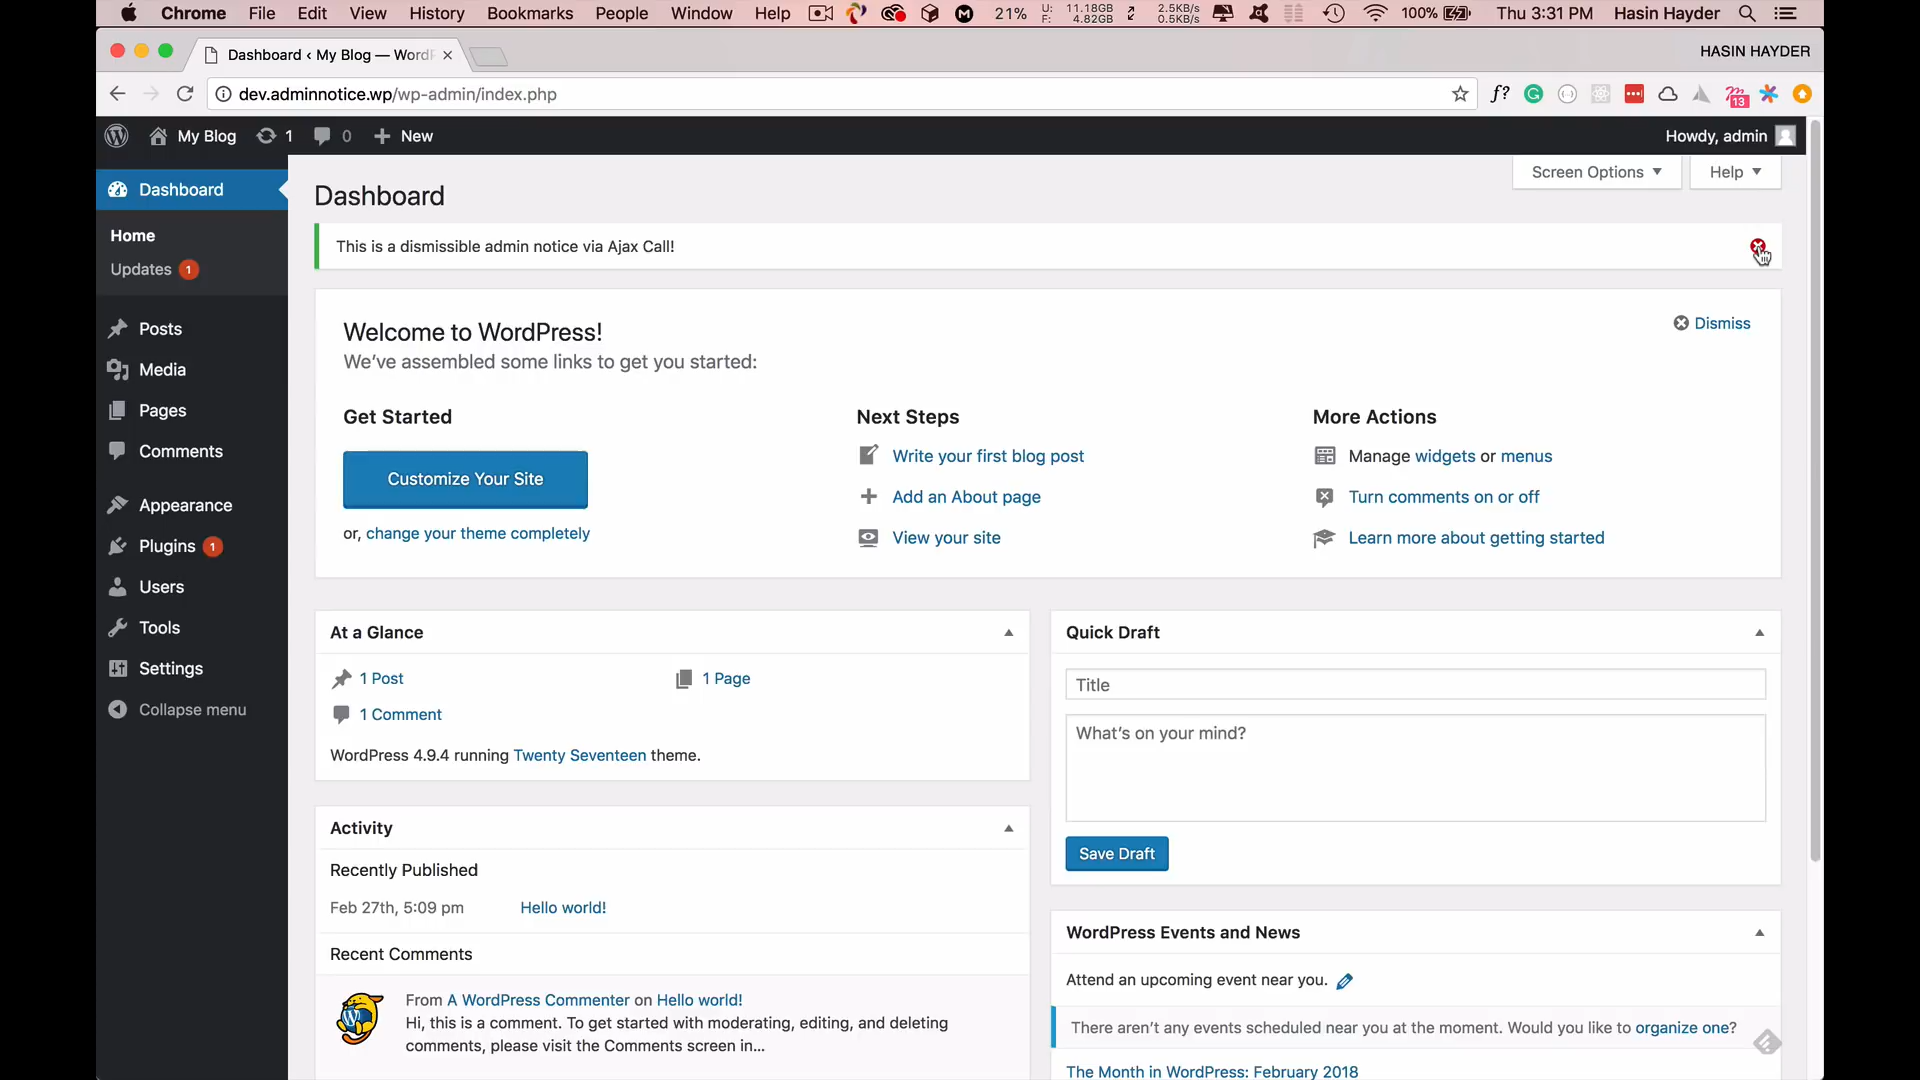 Chrome File Edit View History Bookmarks People Window Help 21% U: 11.18GB F: 4.82GB 2.5KB/s 0.5KB/s 100% Thu 3:31 PM Hasin Hayder
Dashboard ‹ My Blog — WordP
HASIN HAYDER
dev.adminnotice.wp/wp-admin/index.php
f? 13
My Blog 1 0 New
Howdy, admin
Screen Options Help
Dashboard
Home
Updates 1
Posts
Media
Pages
Comments
Appearance
Plugins 1
Users
Tools
Settings
Collapse menu
Dashboard
This is a dismissible admin notice via Ajax Call!
Welcome to WordPress!
We've assembled some links to get you started:
Dismiss
Get Started
Customize Your Site
or, change your theme completely
Next Steps
Write your first blog post
Add an About page
View your site
More Actions
Manage widgets or menus
Turn comments on or off
Learn more about getting started
At a Glance
1 Post
1 Page
1 Comment
WordPress 4.9.4 running Twenty Seventeen theme.
Activity
Recently Published
Feb 27th, 5:09 pm Hello world!
Recent Comments
From A WordPress Commenter on Hello world!
Hi, this is a comment. To get started with moderating, editing, and deleting
comments, please visit the Comments screen in…
Quick Draft
Title
What's on your mind?
Save Draft
WordPress Events and News
Attend an upcoming event near you.
There aren't any events scheduled near you at the moment. Would you like to organize one?
The Month in WordPress: February 2018